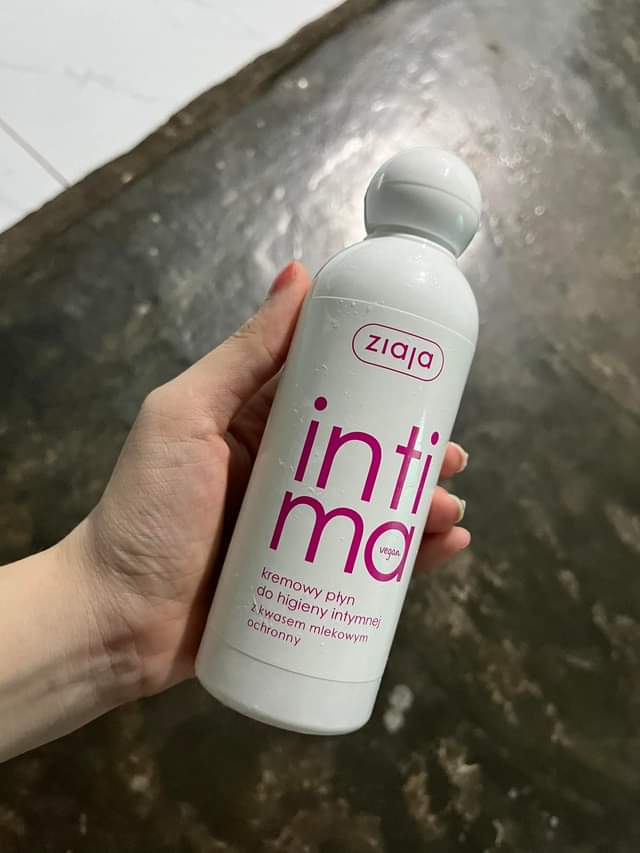 ziaja
inti
ma
vegan
kremowy płyn
do higieny intymnej
z kwasem mlekowym
ochronny